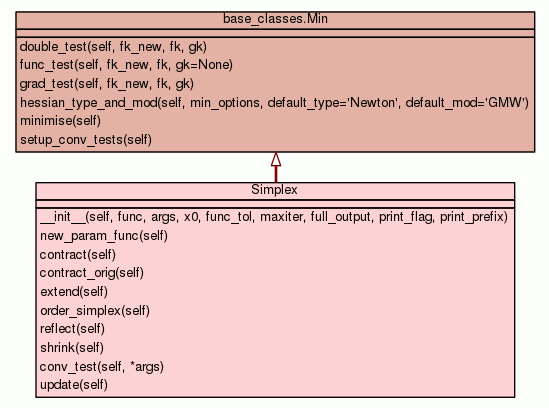 base_classes.Min
double_test(self, fk_new, fk, gk)
func_test(self, fk_new, fk, gk=None)
grad_test(self, fk_new, fk, gk)
hessian_type_and_mod(self, min_options, default_type='Newton', default_mod='GMW')
minimise(self)
setup_conv_tests(self)
Simplex
__init__(self, func, args, x0, func_tol, maxiter, full_output, print_flag, print_prefix)
new_param_func(self)
contract(self)
contract_orig(self)
extend(self)
order_simplex(self)
reflect(self)
shrink(self)
conv_test(self, *args)
update(self)